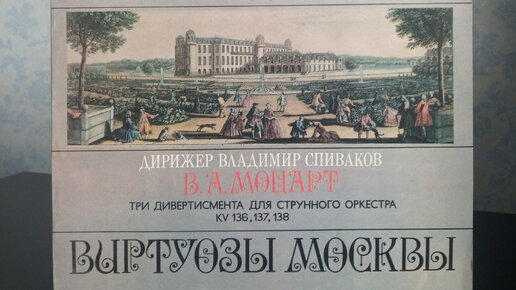 ДИРИЖЕР ВЛАДИМИР СПИВАКОВ
В. А. МОЦАРТ
ТРИ ДИВЕРТИСМЕНТА ДЛЯ СТРУННОГО ОРКЕСТРА
KV 136, 137, 138
ВИРТУОЗЫ МОСКВЫ